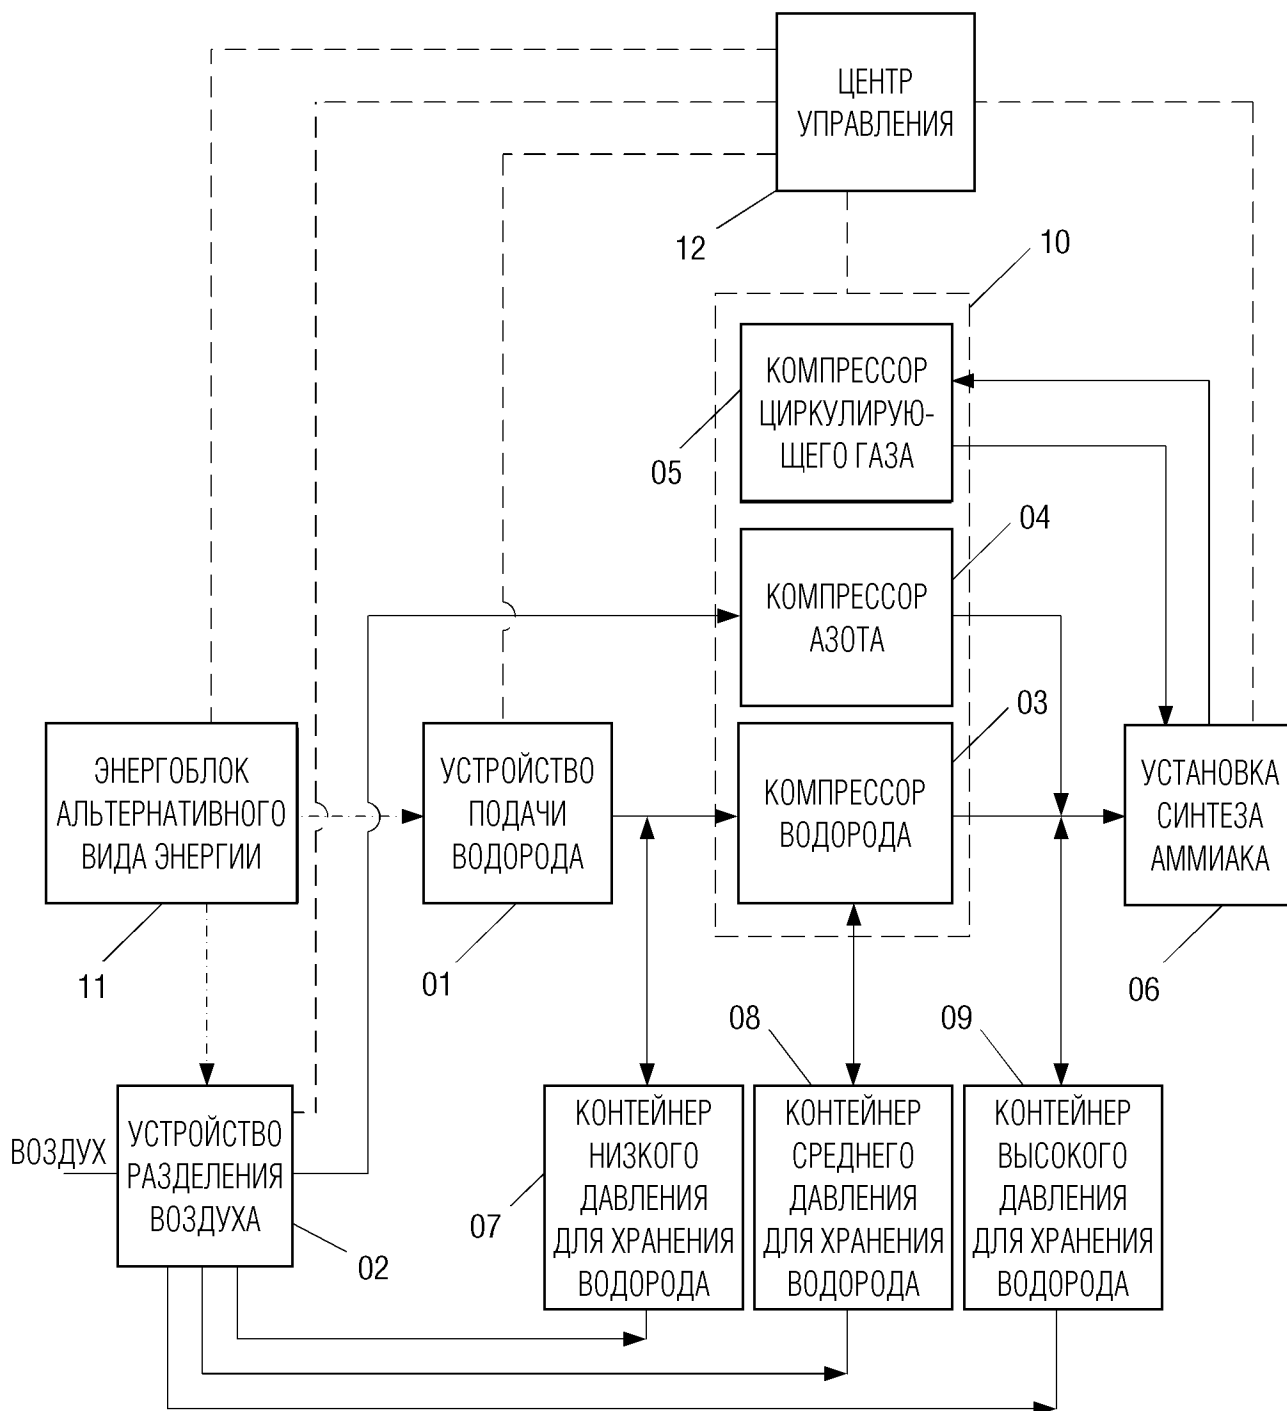 ЦЕНТР
УПРАВЛЕНИЯ
12
10
КОМПРЕССОР
ЦИРКУЛИРУЮ-
ЩЕГО ГАЗА
05
04
КОМПРЕССОР
АЗОТА
03
КОМПРЕССОР
ВОДОРОДА
ЭНЕРГОБЛОК
АЛЬТЕРНАТИВНОГО
ВИДА ЭНЕРГИИ
11
УСТРОЙСТВО
ПОДАЧИ
ВОДОРОДА
01
УСТАНОВКА
СИНТЕЗА
АММИАКА
06
08
09
ВОЗДУХ
УСТРОЙСТВО
РАЗДЕЛЕНИЯ
ВОЗДУХА
02
07
КОНТЕЙНЕР
НИЗКОГО
ДАВЛЕНИЯ
ДЛЯ ХРАНЕНИЯ
ВОДОРОДА
КОНТЕЙНЕР
СРЕДНЕГО
ДАВЛЕНИЯ
ДЛЯ ХРАНЕНИЯ
ВОДОРОДА
КОНТЕЙНЕР
ВЫСОКОГО
ДАВЛЕНИЯ
ДЛЯ ХРАНЕНИЯ
ВОДОРОДА